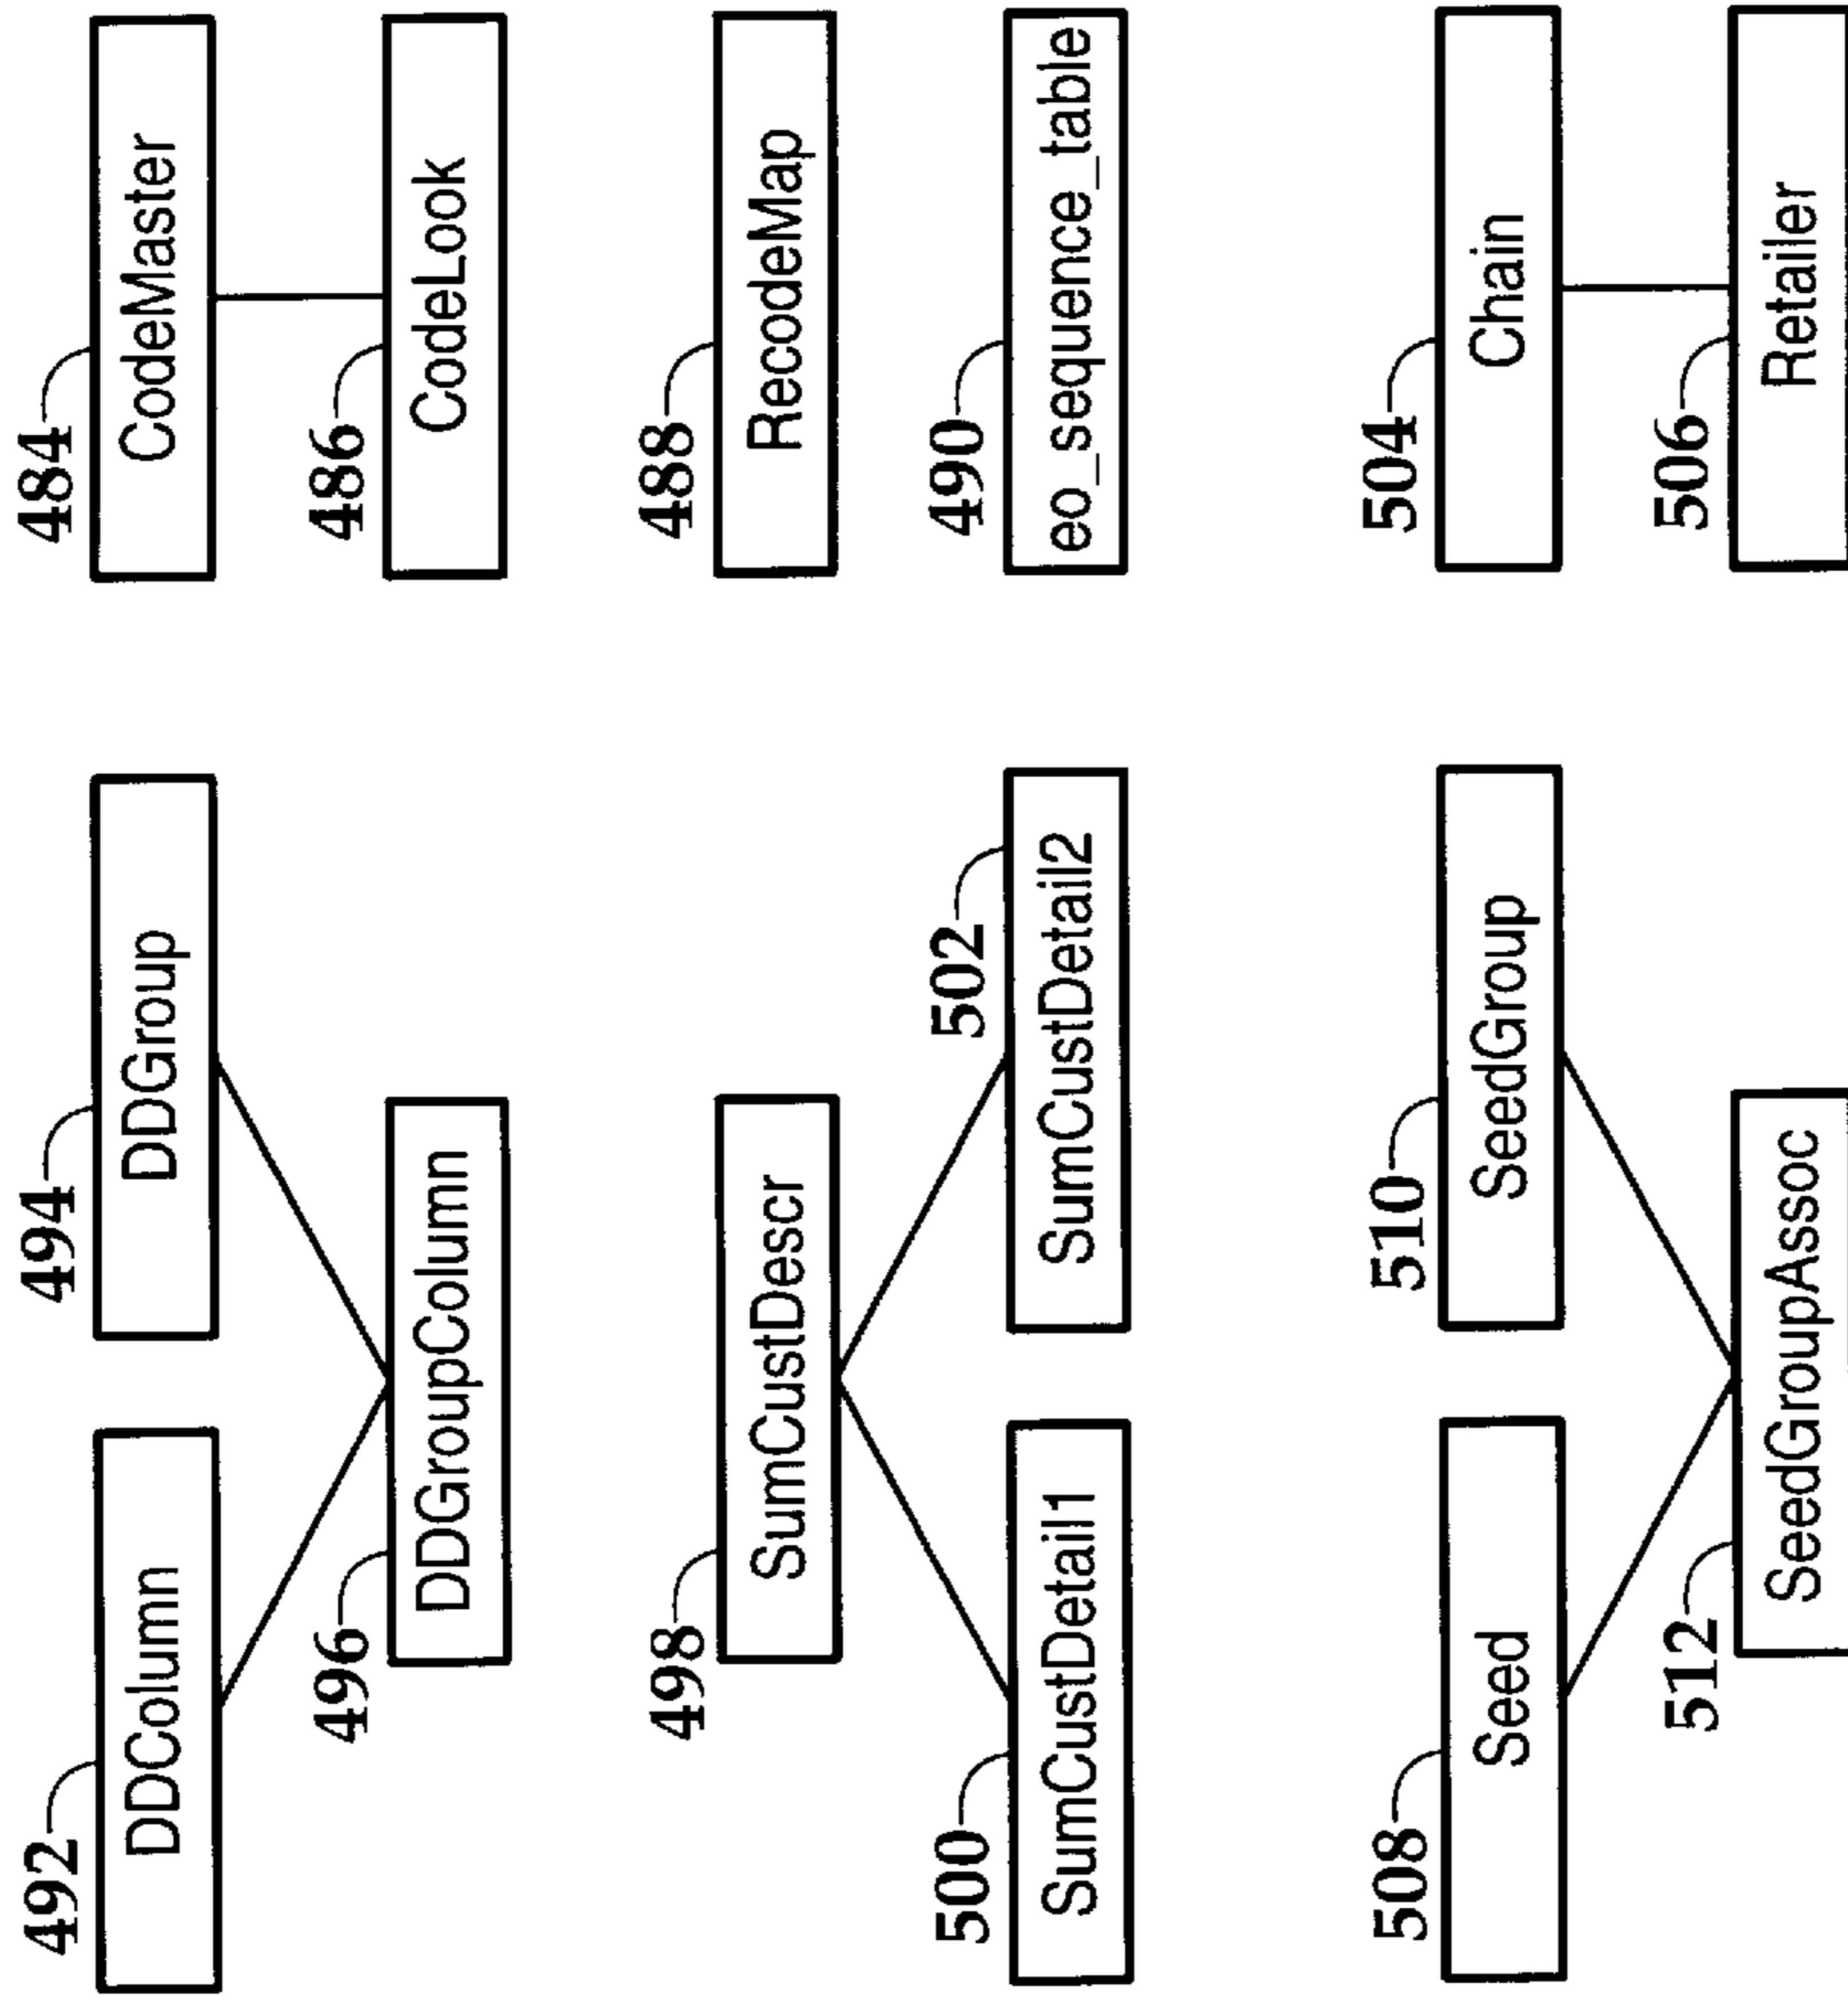 492
DDColumn
494
DDGroup
484
CodeMaster
496
DDGroupColumn
486
CodeLook
498
SumCustDescr
488
RecodeMap
500
SumCustDetail1
502
SumCustDetail2
490
eo_sequence_table
508
Seed
510
SeedGroup
504
Chain
512
SeedGroupAssoc
506
Retailer